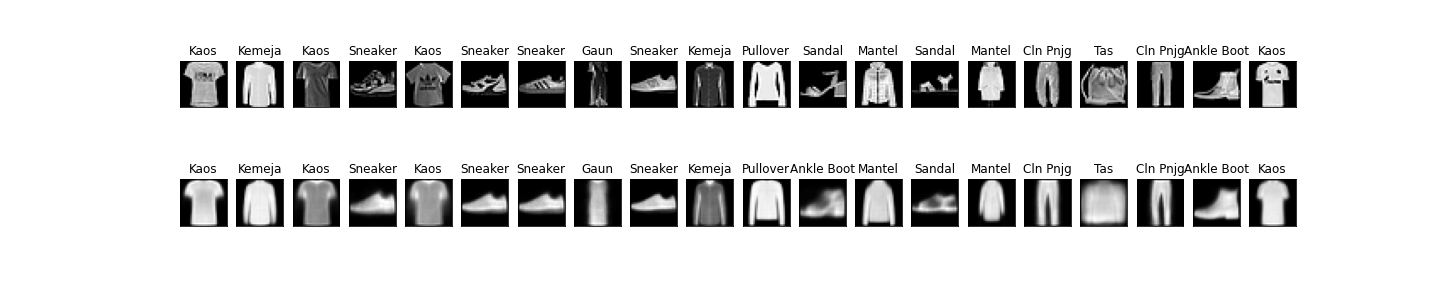 Kaos Kemeja Kaos Sneaker Kaos Sneaker Sneaker Gaun Sneaker Kemeja Pullover Sandal Mantel Sandal Mantel Cln Pnjg Tas Cln Pnjg Ankle Boot Kaos
Kaos Kemeja Kaos Sneaker Kaos Sneaker Sneaker Gaun Sneaker Kemeja Pullover Ankle Boot Mantel Sandal Mantel Cln Pnjg Tas Cln Pnjg Ankle Boot Kaos